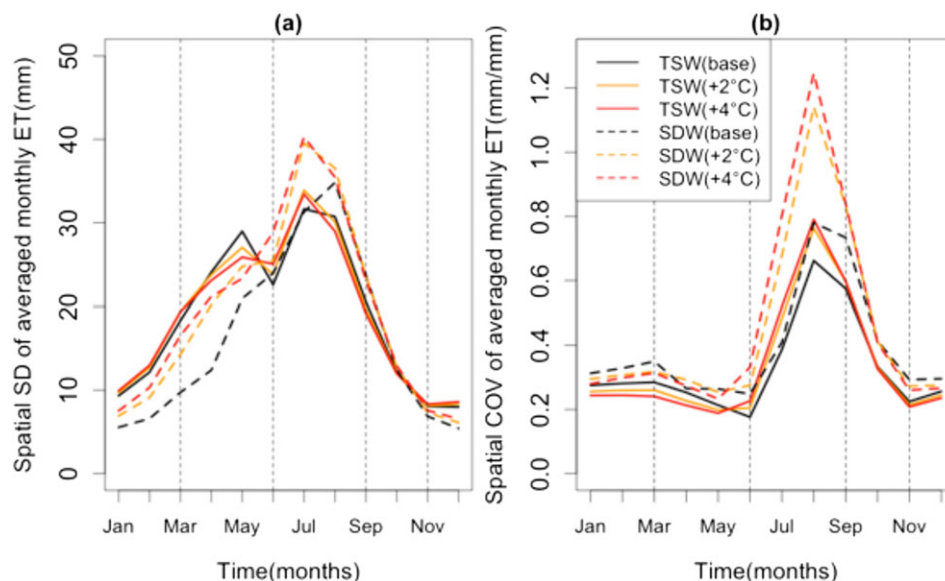 (a)
Spatial SD of averaged monthly ET(mm)
50
40
30
20
10
0
Jan Mar May Jul Sep Nov
Time(months)
(b)
Spatial COV of averaged monthly ET(mm/mm)
1.2
1.0
0.8
0.6
0.4
0.2
0.0
TSW(base)
TSW(+2°C)
TSW(+4°C)
SDW(base)
SDW(+2°C)
SDW(+4°C)
Jan Mar May Jul Sep Nov
Time(months)